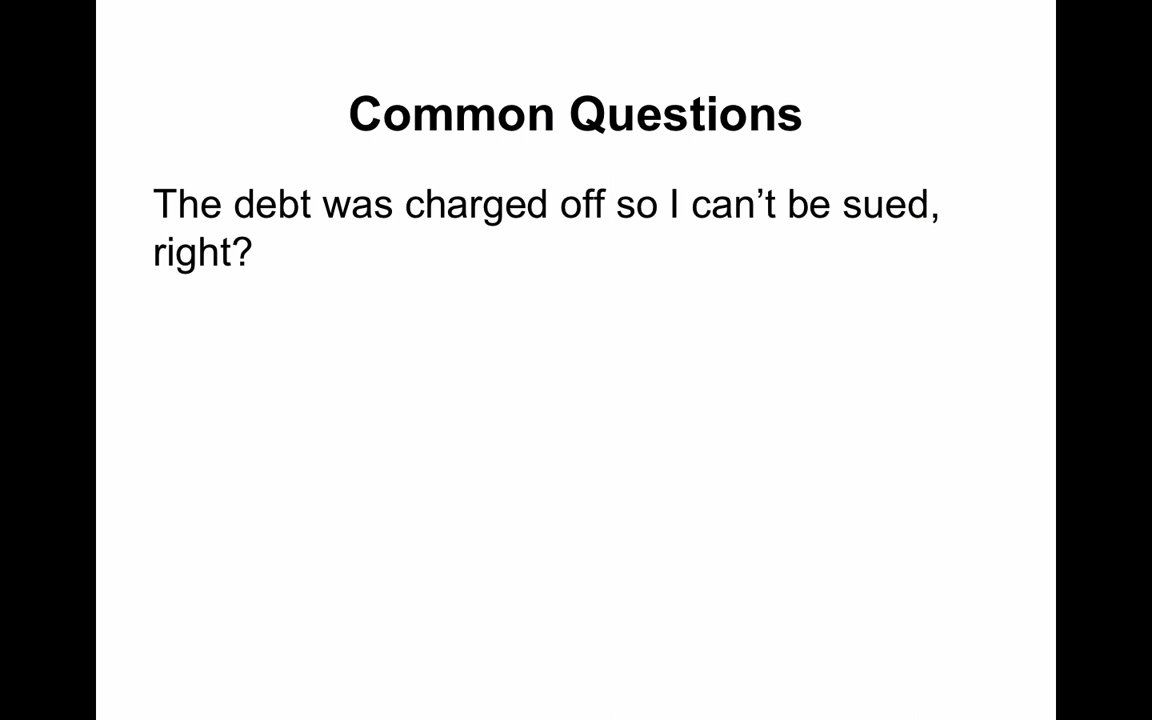 Common Questions
The debt was charged off so I can’t be sued,
right?